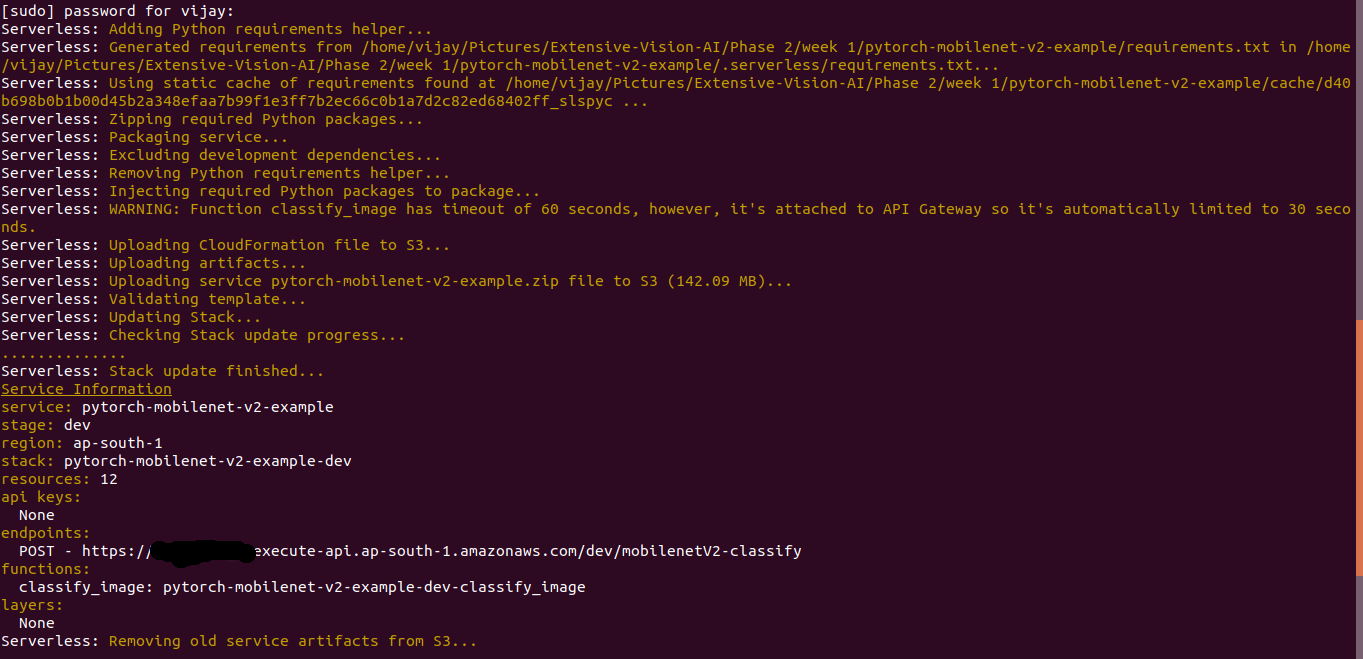 [sudo] password for vijay:
Serverless: Adding Python requirements helper...
Serverless: Generated requirements from /home/vijay/Pictures/Extensive-Vision-AI/Phase 2/week 1/pytorch-mobilenet-v2-example/requirements.txt in /home
/vijay/Pictures/Extensive-Vision-AI/Phase 2/week 1/pytorch-mobilenet-v2-example/.serverless/requirements.txt...
Serverless: Using static cache of requirements found at /home/vijay/Pictures/Extensive-Vision-AI/Phase 2/week 1/pytorch-mobilenet-v2-example/cache/d40
b698b0b1b00d45b2a348efaa7b99f1e3ff7b2ec66c0b1a7d2c82ed68402ff_slspyc ...
Serverless: Zipping required Python packages...
Serverless: Packaging service...
Serverless: Excluding development dependencies...
Serverless: Removing Python requirements helper...
Serverless: Injecting required Python packages to package...
Serverless: WARNING: Function classify_image has timeout of 60 seconds, however, it's attached to API Gateway so it's automatically limited to 30 seco
nds.
Serverless: Uploading CloudFormation file to S3...
Serverless: Uploading artifacts...
Serverless: Uploading service pytorch-mobilenet-v2-example.zip file to S3 (142.09 MB)...
Serverless: Validating template...
Serverless: Updating Stack...
Serverless: Checking Stack update progress...
..............
Serverless: Stack update finished...
Service Information
service: pytorch-mobilenet-v2-example
stage: dev
region: ap-south-1
stack: pytorch-mobilenet-v2-example-dev
resources: 12
api keys:
  None
endpoints:
  POST - https:// execute-api.ap-south-1.amazonaws.com/dev/mobilenetV2-classify
functions:
  classify_image: pytorch-mobilenet-v2-example-dev-classify_image
layers:
  None
Serverless: Removing old service artifacts from S3...